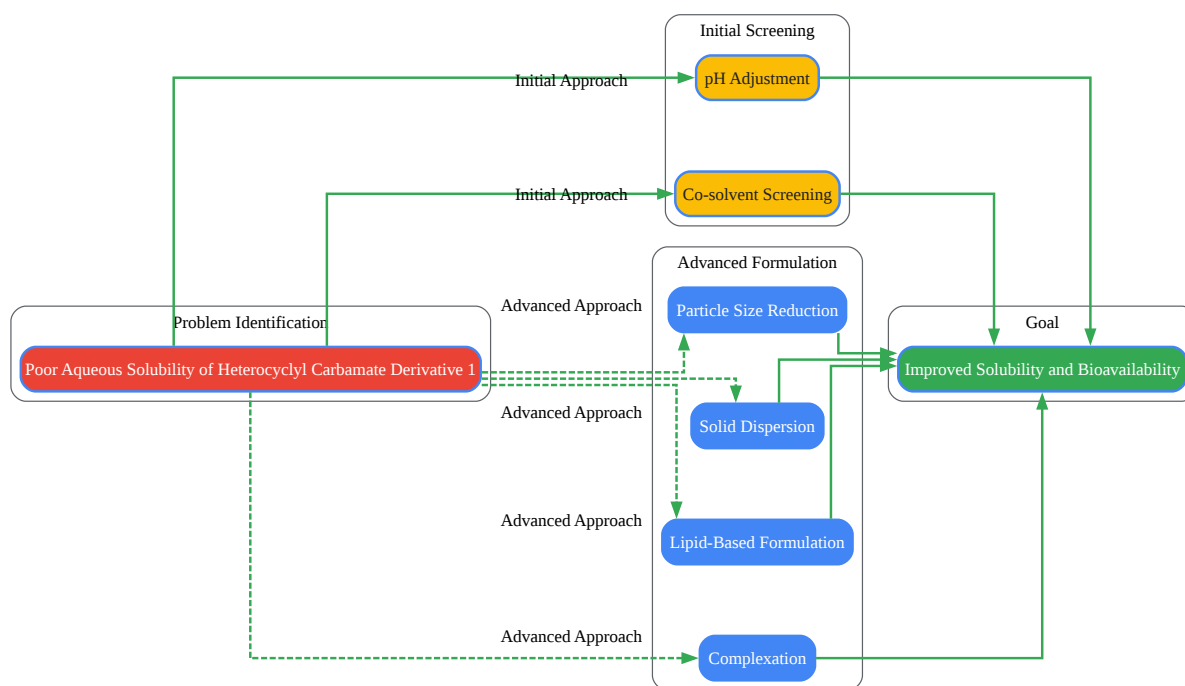 Initial Screening
Initial Approach
pH Adjustment
Initial Approach
Co-solvent Screening
Advanced Formulation
Advanced Approach
Particle Size Reduction
Problem Identification
Goal
Poor Aqueous Solubility of Heterocyclyl Carbamate Derivative 1
Improved Solubility and Bioavailability
Advanced Approach
Solid Dispersion
Advanced Approach
Lipid-Based Formulation
Advanced Approach
Complexation